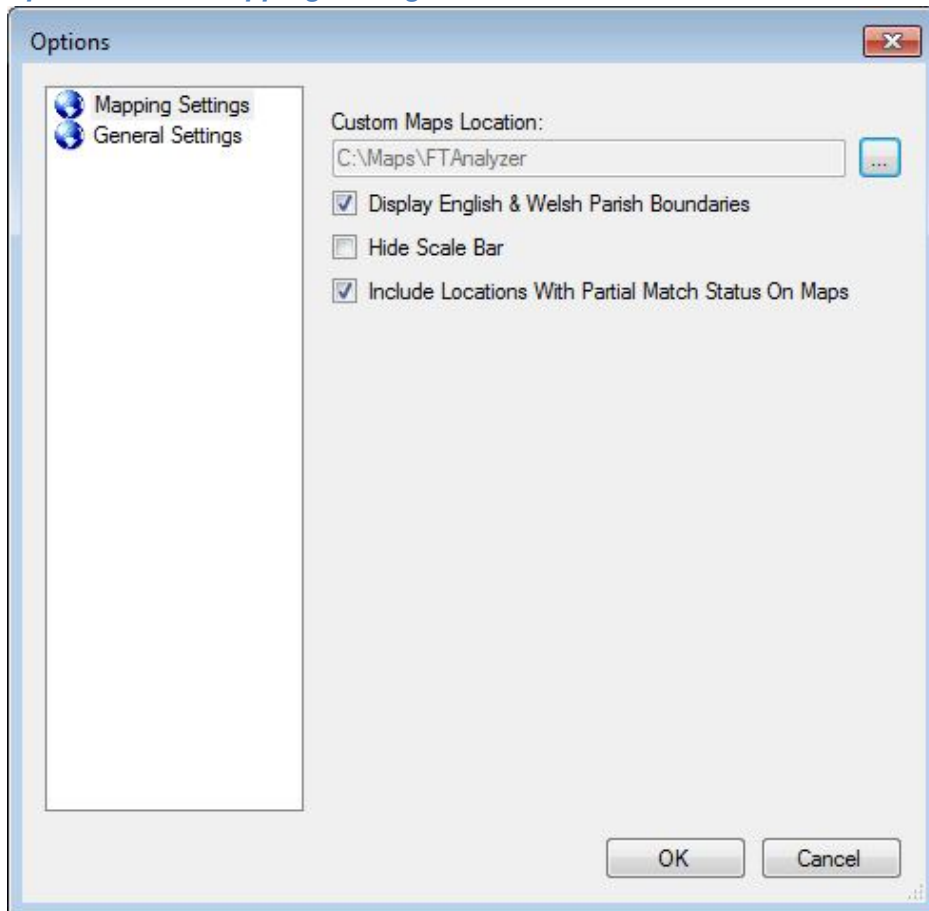 Options
Mapping Settings
General Settings
Custom Maps Location:
C:\Maps\FTAnalyzer
...
Display English & Welsh Parish Boundaries
Hide Scale Bar
Include Locations With Partial Match Status On Maps
OK
Cancel